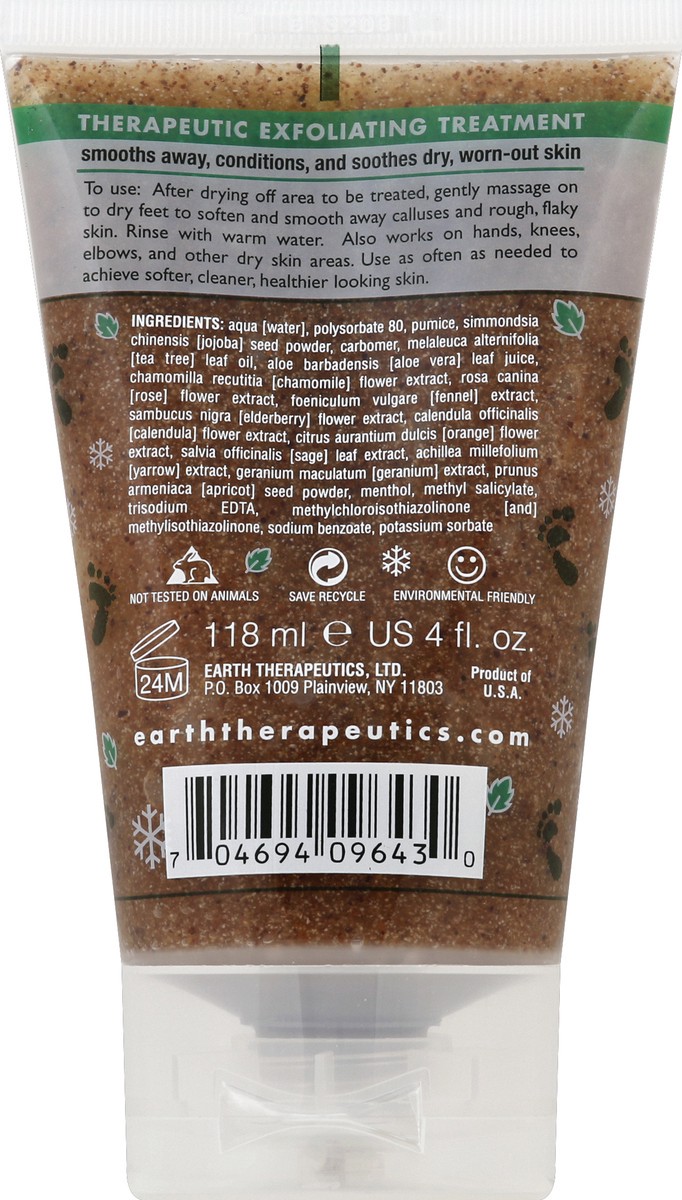 THERAPEUTIC EXFOLIATING TREATMENT
smooths away, conditions, and soothes dry, worn-out skin
To use: After drying off area to be treated, gently massage on
to dry feet to soften and smooth away calluses and rough, flaky
skin. Rinse with warm water. Also works on hands, knees,
elbows, and other dry skin areas. Use as often as needed to
achieve softer, cleaner, healthier looking skin.
INGREDIENTS: aqua [water], polysorbate 80, pumice, simmondsia
chinensis [jojoba] seed powder, carbomer, melaleuca alternifolia
[tea tree] leaf oil, aloe barbadensis [aloe vera] leaf juice,
chamomilla recutitia [chamomile] flower extract, rosa canina
[rose] flower extract, foeniculum vulgare [fennel] extract,
sambucus nigra [elderberry] flower extract, calendula officinalis
[calendula] flower extract, citrus aurantium dulcis [orange] flower
extract, salvia officinalis [sage] leaf extract, achillea millefolium
[yarrow] extract, geranium maculatum [geranium] extract, prunus
armeniaca [apricot] seed powder, menthol, methyl salicylate,
trisodium EDTA, methylchloroisothiazolinone [and]
methylisothiazolinone, sodium benzoate, potassium sorbate
NOT TESTED ON ANIMALS SAVE RECYCLE ENVIRONMENTAL FRIENDLY
118 ml e US 4 fl. oz.
24M
EARTH THERAPEUTICS, LTD.
P.O. Box 1009 Plainview, NY 11803
Product of
U.S.A.
earththerapeutics.com
7 04694 09643 0